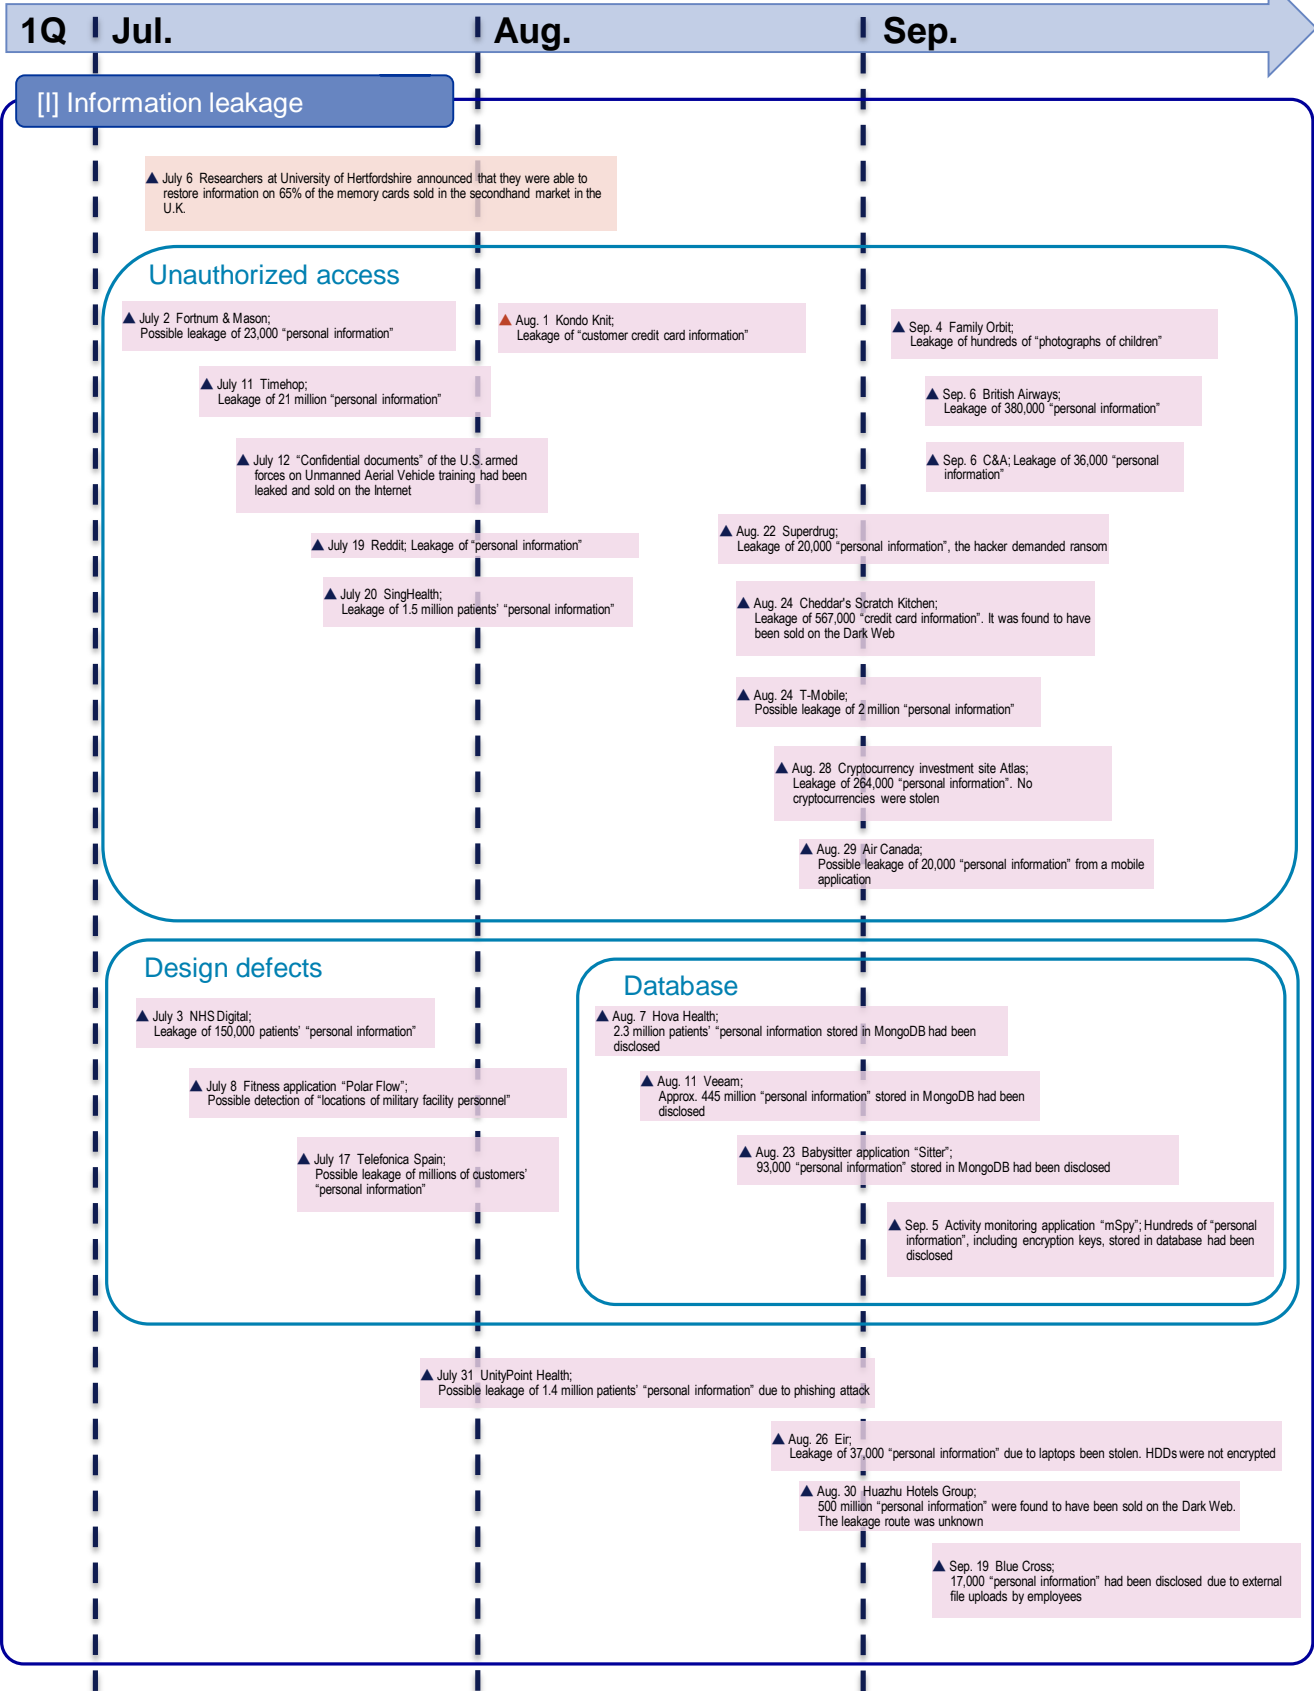 1Q Jul. Aug. Sep.
[I] Information leakage
▲ July 6 Researchers at University of Hertfordshire announced that they were able to
restore information on 65% of the memory cards sold in the secondhand market in the
U.K.
Unauthorized access
▲ July 2 Fortnum & Mason;
Possible leakage of 23,000 “personal information”
▲ July 11 Timehop;
Leakage of 21 million “personal information”
▲ July 12 “Confidential documents” of the U.S. armed
forces on Unmanned Aerial Vehicle training had been
leaked and sold on the Internet
▲ July 19 Reddit; Leakage of “personal information”
▲ July 20 SingHealth;
Leakage of 1.5 million patients’ “personal information”
▲ Aug. 1 Kondo Knit;
Leakage of “customer credit card information”
▲ Sep. 4 Family Orbit;
Leakage of hundreds of “photographs of children”
▲ Sep. 6 British Airways;
Leakage of 380,000 “personal information”
▲ Sep. 6 C&A; Leakage of 36,000 “personal
information”
▲ Aug. 22 Superdrug;
Leakage of 20,000 “personal information”, the hacker demanded ransom
▲ Aug. 24 Cheddar's Scratch Kitchen;
Leakage of 567,000 “credit card information”. It was found to have
been sold on the Dark Web
▲ Aug. 24 T-Mobile;
Possible leakage of 2 million “personal information”
▲ Aug. 28 Cryptocurrency investment site Atlas;
Leakage of 264,000 “personal information”. No
cryptocurrencies were stolen
▲ Aug. 29 Air Canada;
Possible leakage of 20,000 “personal information” from a mobile
application
Design defects
▲ July 3 NHS Digital;
Leakage of 150,000 patients’ “personal information”
▲ July 8 Fitness application “Polar Flow”;
Possible detection of “locations of military facility personnel”
▲ July 17 Telefonica Spain;
Possible leakage of millions of customers’
“personal information”
Database
▲ Aug. 7 Hova Health;
2.3 million patients’ “personal information stored in MongoDB had been
disclosed
▲ Aug. 11 Veeam;
Approx. 445 million “personal information” stored in MongoDB had been
disclosed
▲ Aug. 23 Babysitter application “Sitter”;
93,000 “personal information” stored in MongoDB had been disclosed
▲ Sep. 5 Activity monitoring application “mSpy”; Hundreds of “personal
information”, including encryption keys, stored in database had been
disclosed
▲ July 31 UnityPoint Health;
Possible leakage of 1.4 million patients’ “personal information” due to phishing attack
▲ Aug. 26 Eir;
Leakage of 37,000 “personal information” due to laptops been stolen. HDDs were not encrypted
▲ Aug. 30 Huazhu Hotels Group;
500 million “personal information” were found to have been sold on the Dark Web.
The leakage route was unknown
▲ Sep. 19 Blue Cross;
17,000 “personal information” had been disclosed due to external
file uploads by employees